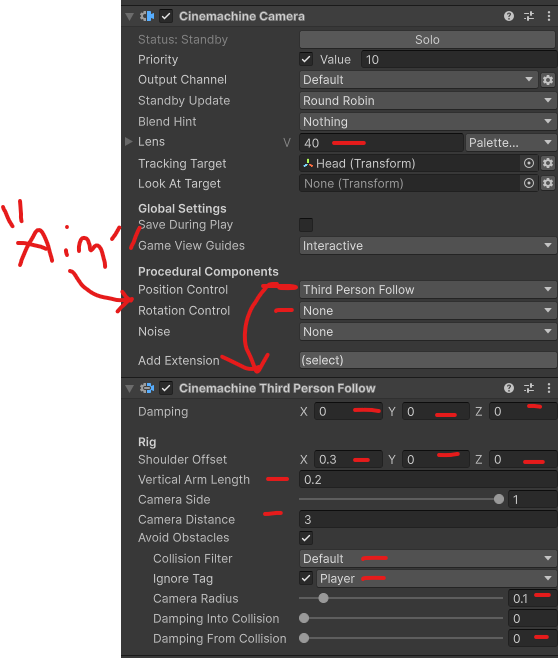 Cinemachine Camera
Status: Standby Solo
Priority Value 10
Output Channel Default
Standby Update Round Robin
Blend Hint Nothing
Lens V 40 Palette...
Tracking Target Head (Transform)
Look At Target None (Transform)
Global Settings
Save During Play
"Aim"
Game View Guides Interactive
Procedural Components
Position Control Third Person Follow
Rotation Control None
Noise None
Add Extension (select)
Cinemachine Third Person Follow
Damping X 0 Y 0 Z 0
Rig
Shoulder Offset X 0.3 Y 0 Z 0
Vertical Arm Length 0.2
Camera Side 1
Camera Distance 3
Avoid Obstacles
Collision Filter Default
Ignore Tag Player
Camera Radius 0.1
Damping Into Collision 0
Damping From Collision 0